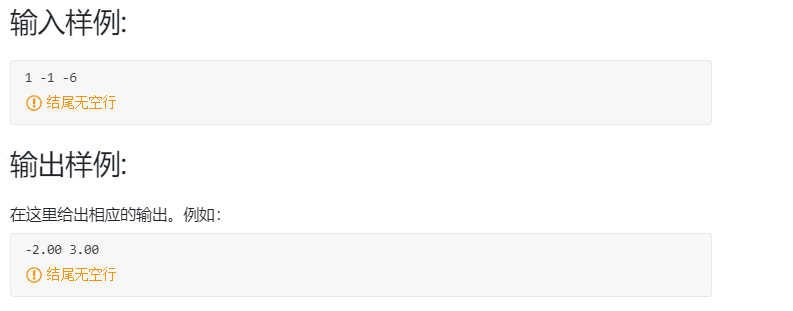 输入样例:
1 -1 -6
结尾无空行
输出样例:
在这里给出相应的输出。例如:
-2.00 3.00
结尾无空行